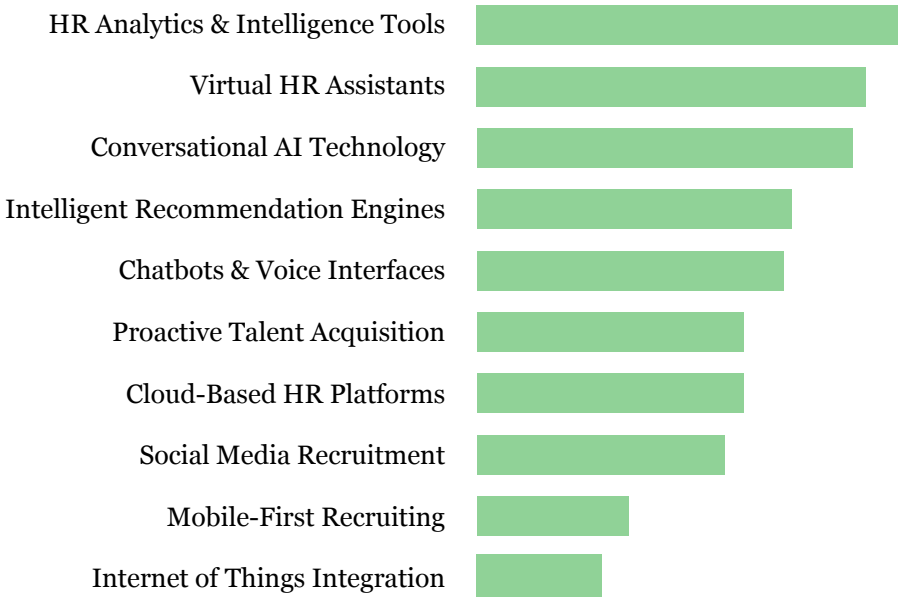 HR Analytics & Intelligence Tools
Virtual HR Assistants
Conversational AI Technology
Intelligent Recommendation Engines
Chatbots & Voice Interfaces
Proactive Talent Acquisition
Cloud-Based HR Platforms
Social Media Recruitment
Mobile-First Recruiting
Internet of Things Integration